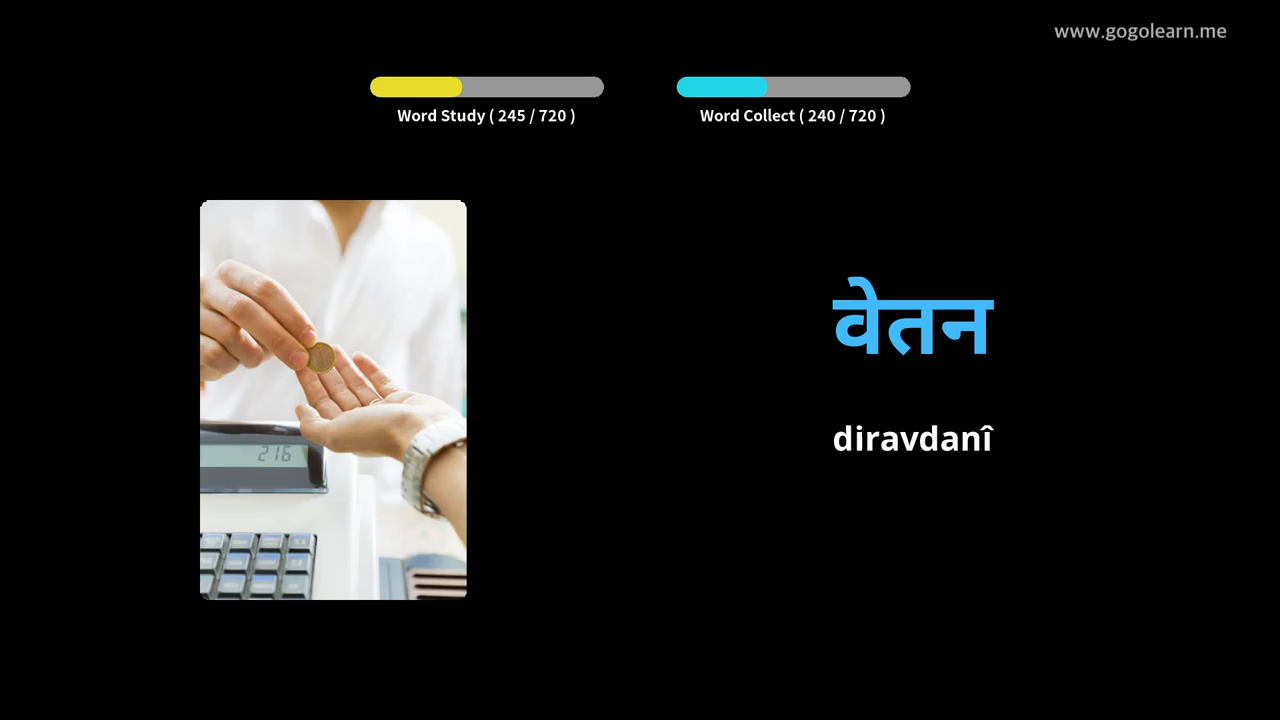 www.gogolearn.me
Word Study ( 245 / 720 )
Word Collect ( 240 / 720 )
वेतन
diravdanî
216